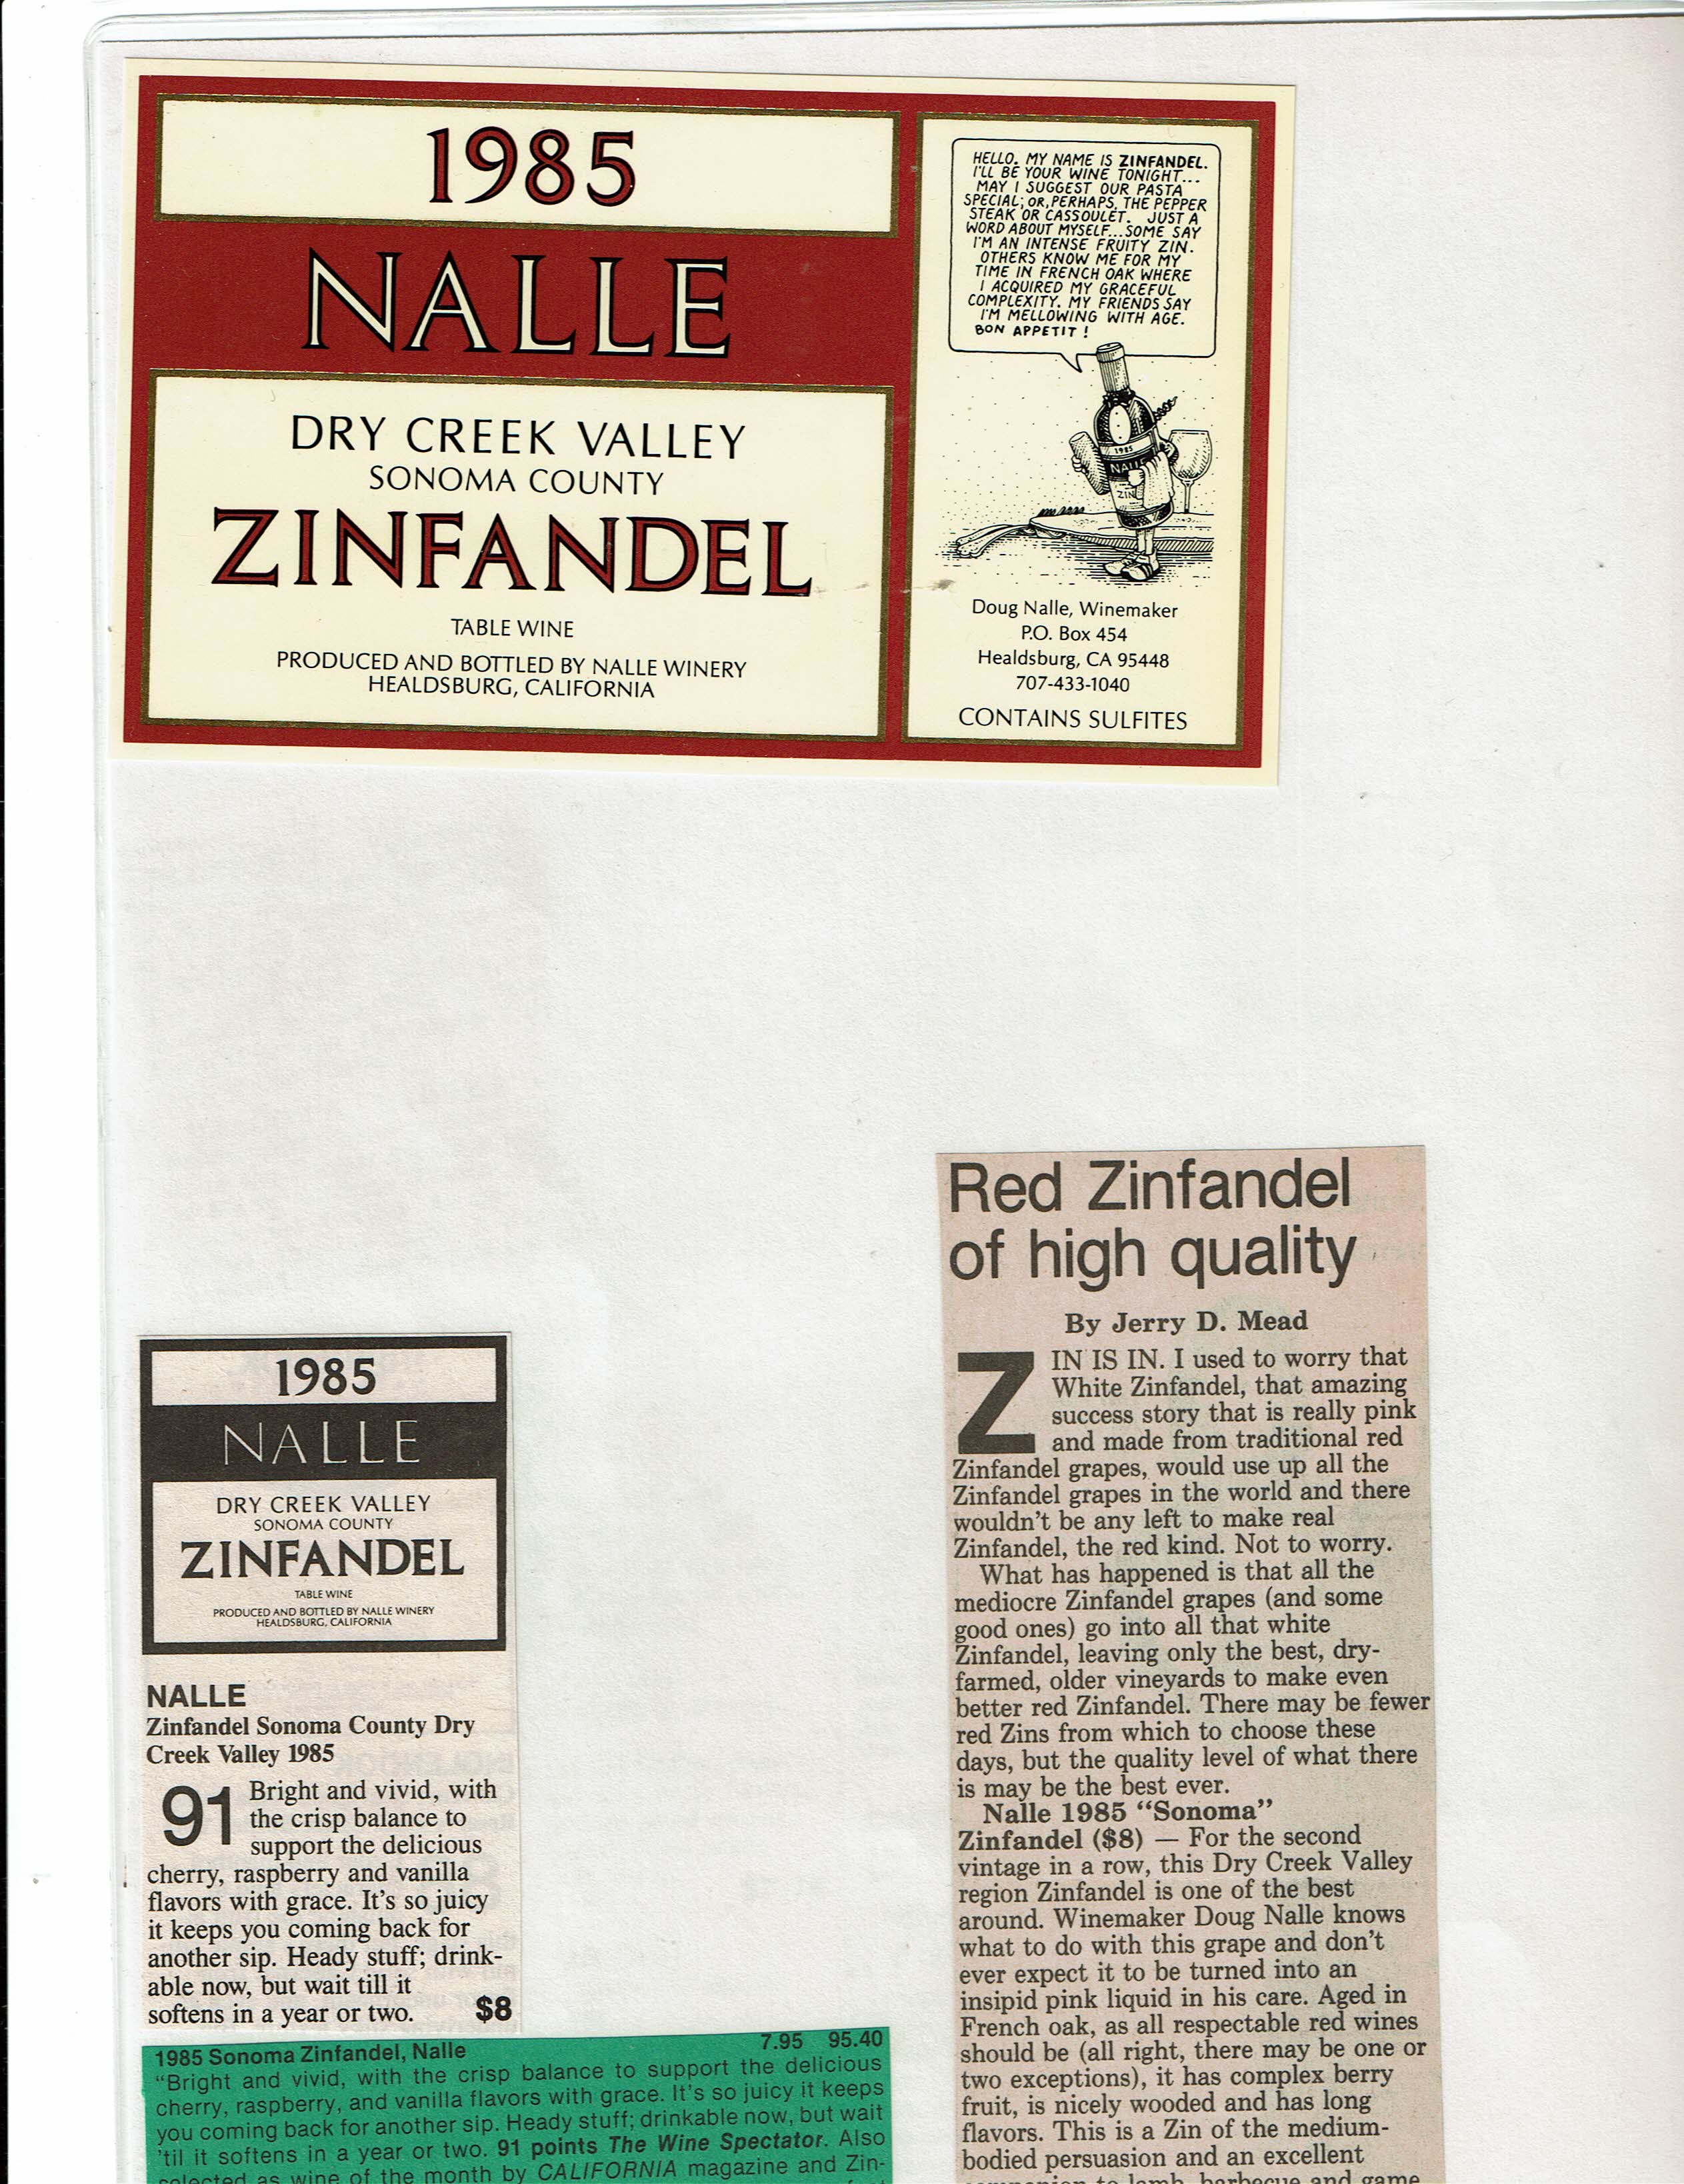 1985
NALLE
DRY CREEK VALLEY
SONOMA COUNTY
ZINFANDEL
TABLE WINE
PRODUCED AND BOTTLED BY NALLE WINERY
HEALDSBURG, CALIFORNIA
HELLO. MY NAME IS ZINFANDEL.
I'LL BE YOUR WINE TONIGHT...
MAY I SUGGEST OUR PASTA
SPECIAL; OR, PERHAPS, THE PEPPER
STEAK OR CASSOULET. JUST A
WORD ABOUT MYSELF...SOME SAY
I'M AN INTENSE FRUITY ZIN.
OTHERS KNOW ME FOR MY
TIME IN FRENCH OAK WHERE
I ACQUIRED MY GRACEFUL
COMPLEXITY. MY FRIENDS SAY
I'M MELLOWING WITH AGE.
BON APPETIT!
1985
NALLE
ZIN
Doug Nalle, Winemaker
P.O. Box 454
Healdsburg, CA 95448
707-433-1040
CONTAINS SULFITES
1985
NALLE
DRY CREEK VALLEY
SONOMA COUNTY
ZINFANDEL
TABLE WINE
PRODUCED AND BOTTLED BY NALLE WINERY
HEALDSBURG, CALIFORNIA
NALLE
Zinfandel Sonoma County Dry
Creek Valley 1985
91 Bright and vivid, with
the crisp balance to
support the delicious
cherry, raspberry and vanilla
flavors with grace. It's so juicy
it keeps you coming back for
another sip. Heady stuff; drink-
able now, but wait till it
softens in a year or two. $8
1985 Sonoma Zinfandel, Nalle 7.95 95.40
"Bright and vivid, with the crisp balance to support the delicious
cherry, raspberry, and vanilla flavors with grace. It's so juicy it keeps
you coming back for another sip. Heady stuff; drinkable now, but wait
'til it softens in a year or two. 91 points The Wine Spectator. Also
selected as wine of the month by CALIFORNIA magazine and Zin-
Red Zinfandel
of high quality
By Jerry D. Mead
ZIN IS IN. I used to worry that
White Zinfandel, that amazing
success story that is really pink
and made from traditional red
Zinfandel grapes, would use up all the
Zinfandel grapes in the world and there
wouldn't be any left to make real
Zinfandel, the red kind. Not to worry.
What has happened is that all the
mediocre Zinfandel grapes (and some
good ones) go into all that white
Zinfandel, leaving only the best, dry-
farmed, older vineyards to make even
better red Zinfandel. There may be fewer
red Zins from which to choose these
days, but the quality level of what there
is may be the best ever.
Nalle 1985 "Sonoma"
Zinfandel ($8) — For the second
vintage in a row, this Dry Creek Valley
region Zinfandel is one of the best
around. Winemaker Doug Nalle knows
what to do with this grape and don't
ever expect it to be turned into an
insipid pink liquid in his care. Aged in
French oak, as all respectable red wines
should be (all right, there may be one or
two exceptions), it has complex berry
fruit, is nicely wooded and has long
flavors. This is a Zin of the medium-
bodied persuasion and an excellent
companion to lamb, barbecue and game